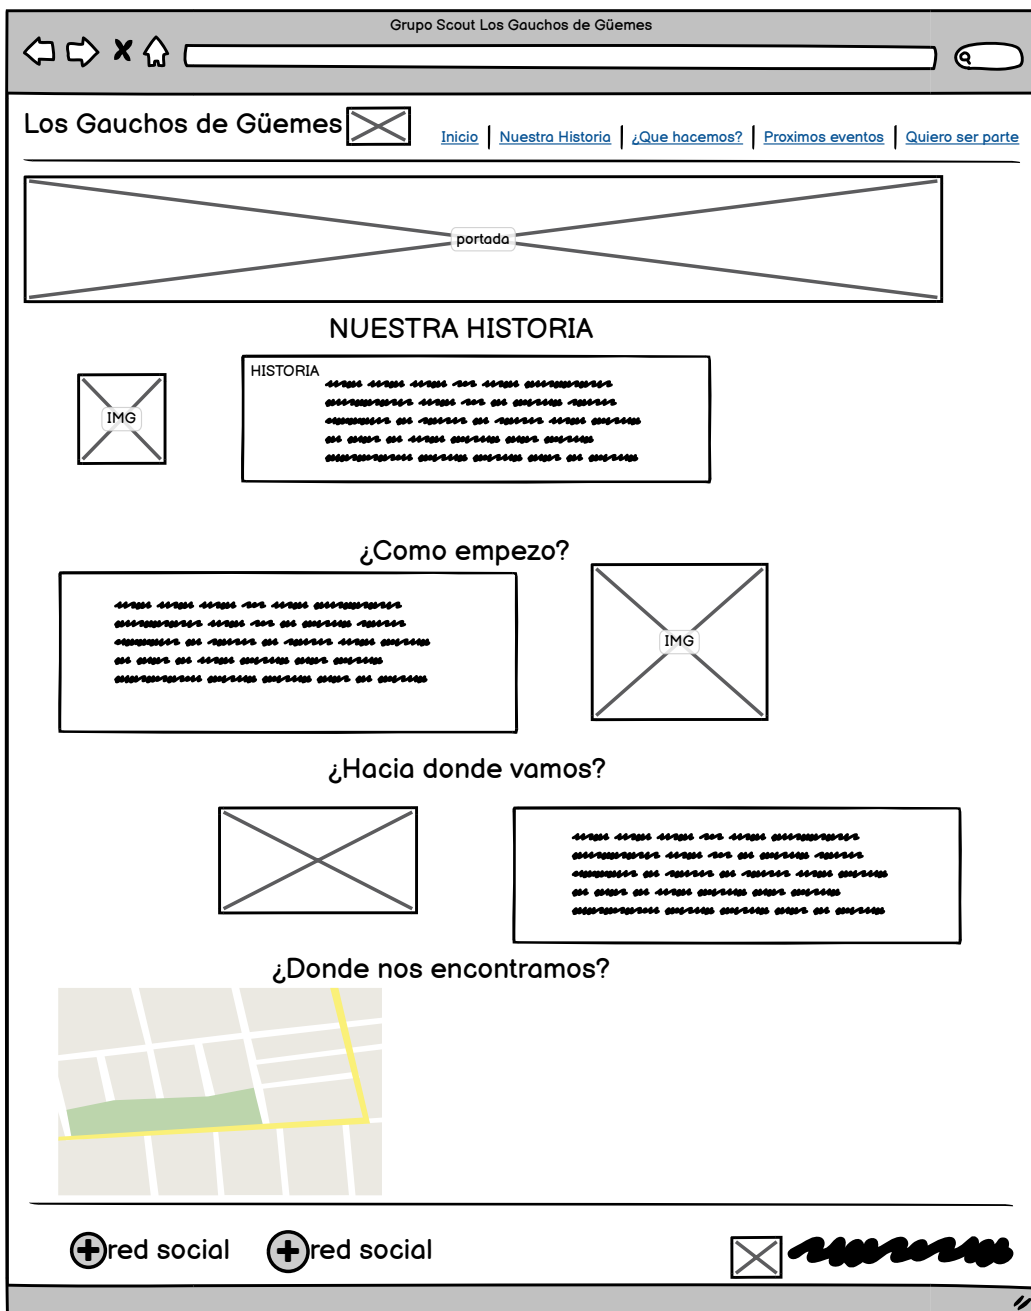 Grupo Scout Los Gauchos de Güemes
Los Gauchos de Güemes
Inicio | Nuestra Historia | ¿Que hacemos? | Proximos eventos | Quiero ser parte
portada
NUESTRA HISTORIA
HISTORIA
IMG
¿Como empezo?
IMG
¿Hacia donde vamos?
¿Donde nos encontramos?
red social
red social